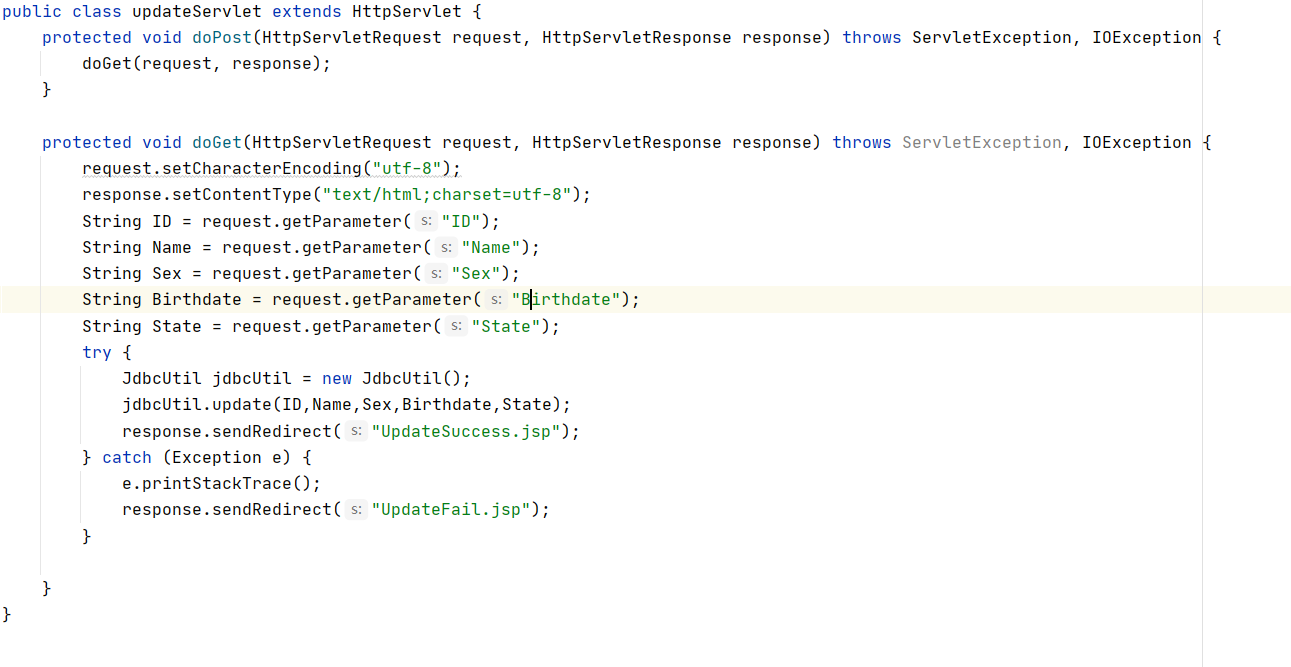 public class updateServlet extends HttpServlet {
    protected void doPost(HttpServletRequest request, HttpServletResponse response) throws ServletException, IOException {
        doGet(request, response);
    }
    protected void doGet(HttpServletRequest request, HttpServletResponse response) throws ServletException, IOException {
        request.setCharacterEncoding("utf-8");
        response.setContentType("text/html;charset=utf-8");
        String ID = request.getParameter( s: "ID");
        String Name = request.getParameter( s: "Name");
        String Sex = request.getParameter( s: "Sex");
        String Birthdate = request.getParameter( s: "Birthdate");
        String State = request.getParameter( s: "State");
        try {
            JdbcUtil jdbcUtil = new JdbcUtil();
            jdbcUtil.update(ID,Name,Sex,Birthdate,State);
            response.sendRedirect( s: "UpdateSuccess.jsp");
        } catch (Exception e) {
            e.printStackTrace();
            response.sendRedirect( s: "UpdateFail.jsp");
        }
    }
}